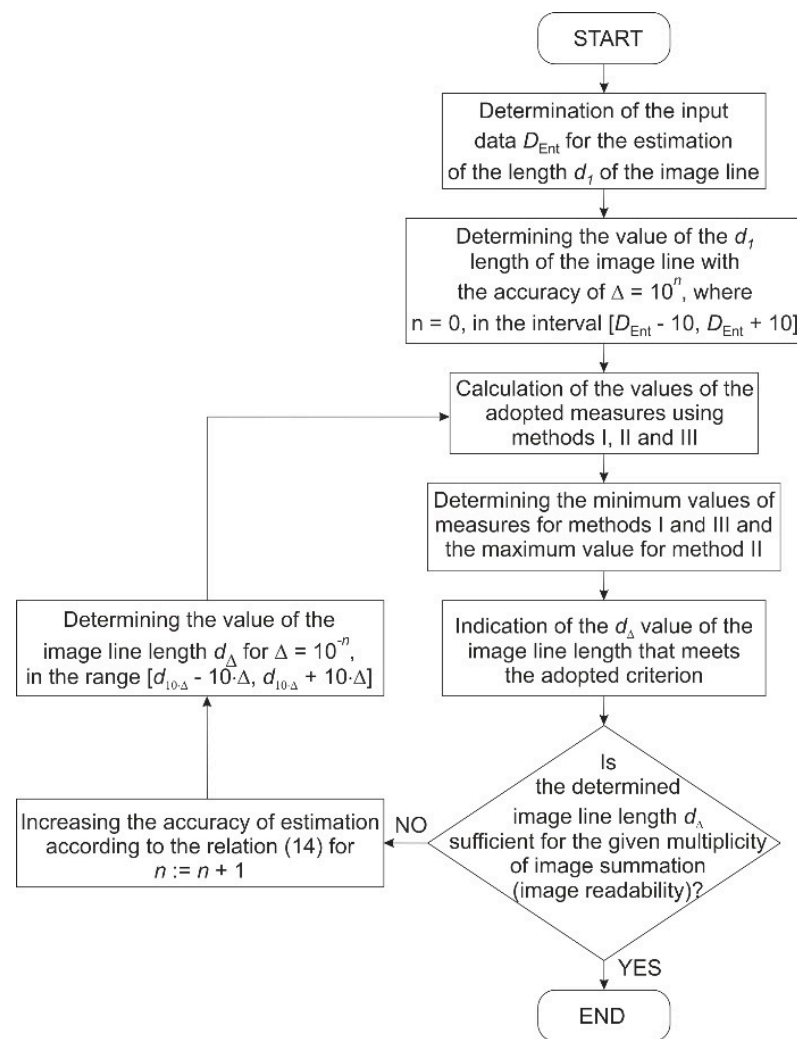 START
Determination of the input
data D_Ent for the estimation
of the length d_1 of the image line
Determining the value of the d_1
length of the image line with
the accuracy of Δ = 10^n, where
n = 0, in the interval [D_Ent - 10, D_Ent + 10]
Calculation of the values of the
adopted measures using
methods I, II and III
Determining the minimum values of
measures for methods I and III and
the maximum value for method II
Indication of the d_Δ value of the
image line length that meets
the adopted criterion
Is
the determined
image line length d_Δ
sufficient for the given multiplicity
of image summation
(image readability)?
NO
Increasing the accuracy of estimation
according to the relation (14) for
n := n + 1
Determining the value of the
image line length d_Δ for Δ = 10^-n,
in the range [d_10·Δ - 10·Δ, d_10·Δ + 10·Δ]
YES
END